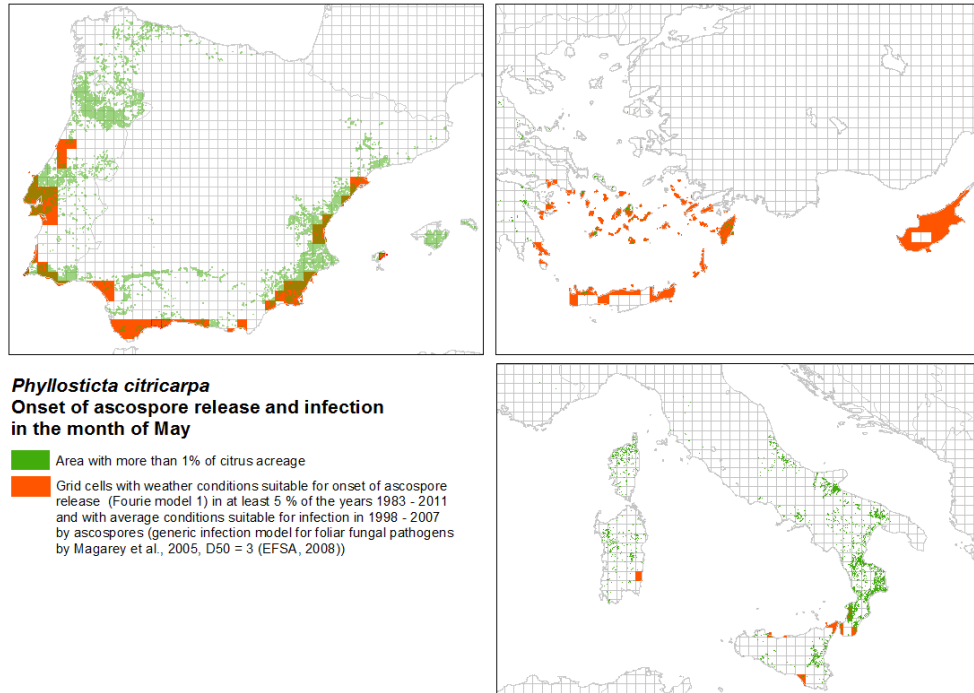 Phyllosticta citricarpa
Onset of ascospore release and infection
in the month of May
Area with more than 1% of citrus acreage
Grid cells with weather conditions suitable for onset of ascospore
release (Fourie model 1) in at least 5 % of the years 1983 - 2011
and with average conditions suitable for infection in 1998 - 2007
by ascospores (generic infection model for foliar fungal pathogens
by Magarey et al., 2005, D50 = 3 (EFSA, 2008))